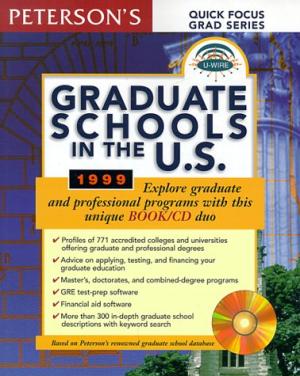 PETERSON'S
QUICK FOCUS
GRAD SERIES
U-WIRE
GRADUATE
SCHOOLS
IN THE U.S.
1999
Explore graduate
and professional programs with this
unique BOOK/CD duo
Profiles of 771 accredited colleges and universities
offering graduate and professional degrees
Advice on applying, testing, and financing your
graduate education
Master's, doctorates, and combined-degree programs
GRE test-prep software
Financial aid software
More than 300 in-depth graduate school
descriptions with keyword search
Based on Peterson's renowned graduate school database